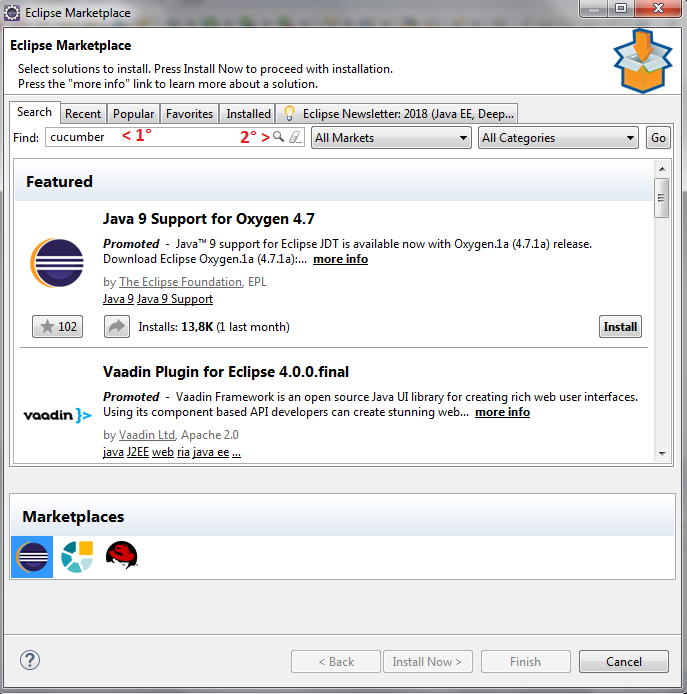 Eclipse Marketplace
Eclipse Marketplace
Select solutions to install. Press Install Now to proceed with installation.
Press the "more info" link to learn more about a solution.
Search Recent Popular Favorites Installed Eclipse Newsletter: 2018 (Java EE, Deep...
Find: cucumber < 1° 2° > All Markets All Categories Go
Featured
Java 9 Support for Oxygen 4.7
Promoted - Java™ 9 support for Eclipse JDT is available now with Oxygen.1a (4.7.1a) release.
Download Eclipse Oxygen.1a (4.7.1a):... more info
by The Eclipse Foundation, EPL
Java 9 Java 9 Support
102 Installs: 13,8K (1 last month) Install
Vaadin Plugin for Eclipse 4.0.0.final
Promoted - Vaadin Framework is an open source Java UI library for creating rich web user interfaces.
vaadin}> Using its component based API developers can create stunning web... more info
by Vaadin Ltd, Apache 2.0
java J2EE web ria java ee ...
Marketplaces
? < Back Install Now > Finish Cancel